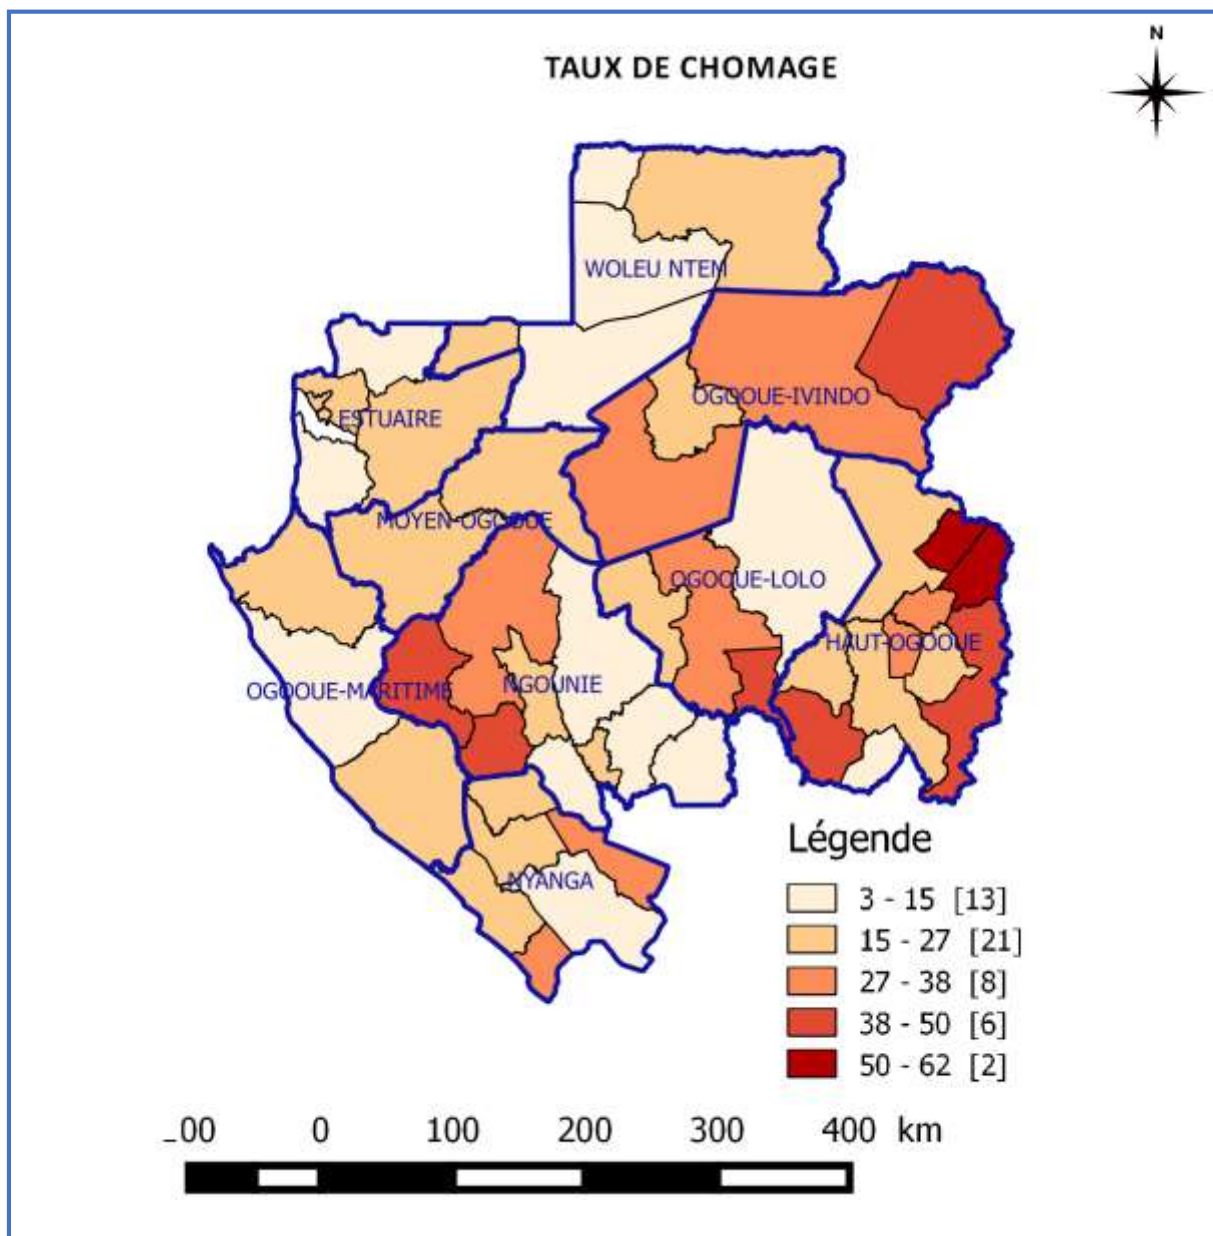 N
TAUX DE CHOMAGE
WOLEU NTEM
OGOOUE-IVINDO
ESTUAIRE
MOYEN-OGOOUE
OGOOUE-LOLO
HAUT-OGOOUE
OGOOUE-MARITIME
NGOUNIE
NYANGA
Légende
3 - 15 [13]
15 - 27 [21]
27 - 38 [8]
38 - 50 [6]
50 - 62 [2]
0 100 200 300 400 km